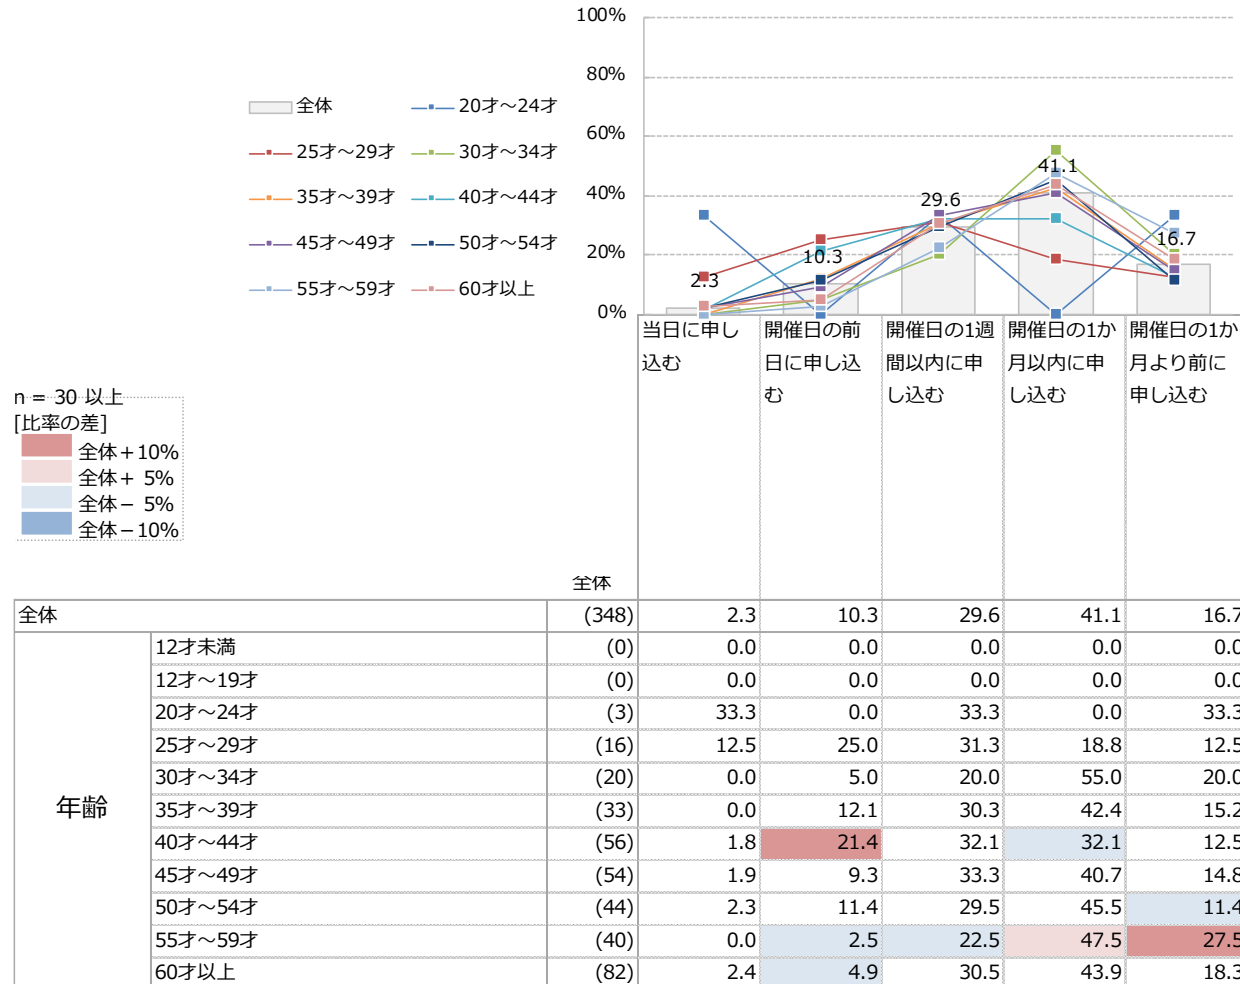 100%
80%
60%
40%
20%
0%
全体
20才～24才
25才～29才
30才～34才
35才～39才
40才～44才
45才～49才
50才～54才
55才～59才
60才以上
2.3
10.3
29.6
41.1
16.7
当日に申し
込む
開催日の前
日に申し込
む
開催日の1週
間以内に申
し込む
開催日の1か
月以内に申
し込む
開催日の1か
月より前に
申し込む
n = 30 以上
[比率の差]
全体＋10%
全体＋ 5%
全体－ 5%
全体－10%
全体
全体 (348) 2.3 10.3 29.6 41.1 16.7
年齢
12才未満 (0) 0.0 0.0 0.0 0.0 0.0
12才～19才 (0) 0.0 0.0 0.0 0.0 0.0
20才～24才 (3) 33.3 0.0 33.3 0.0 33.3
25才～29才 (16) 12.5 25.0 31.3 18.8 12.5
30才～34才 (20) 0.0 5.0 20.0 55.0 20.0
35才～39才 (33) 0.0 12.1 30.3 42.4 15.2
40才～44才 (56) 1.8 21.4 32.1 32.1 12.5
45才～49才 (54) 1.9 9.3 33.3 40.7 14.8
50才～54才 (44) 2.3 11.4 29.5 45.5 11.4
55才～59才 (40) 0.0 2.5 22.5 47.5 27.5
60才以上 (82) 2.4 4.9 30.5 43.9 18.3